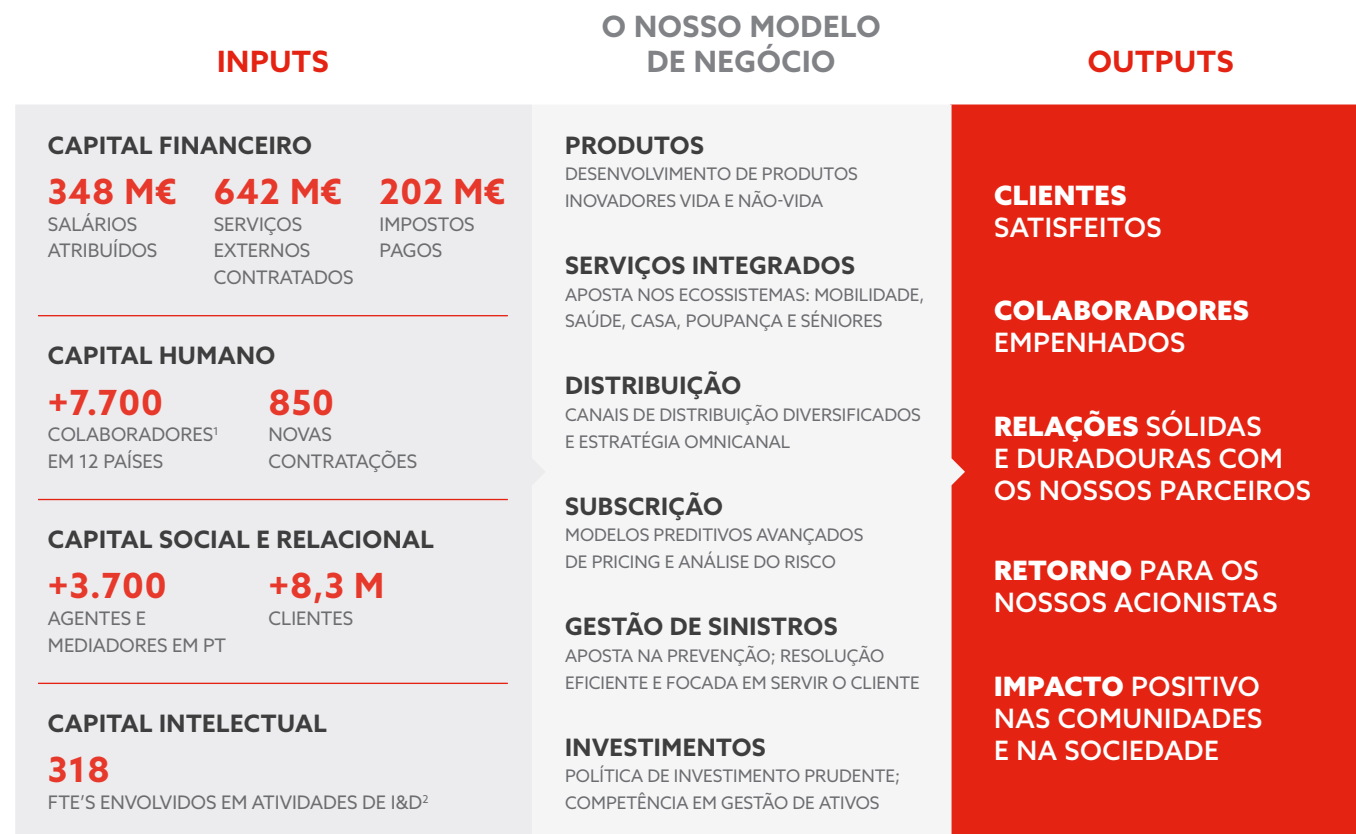 INPUTS
CAPITAL FINANCEIRO
348 M€
SALÁRIOS
ATRIBUÍDOS
642 M€
SERVIÇOS
EXTERNOS
CONTRATADOS
202 M€
IMPOSTOS
PAGOS
CAPITAL HUMANO
+7.700
COLABORADORES¹
EM 12 PAÍSES
850
NOVAS
CONTRATAÇÕES
CAPITAL SOCIAL E RELACIONAL
+3.700
AGENTES E
MEDIADORES EM PT
+8,3 M
CLIENTES
CAPITAL INTELECTUAL
318
FTE'S ENVOLVIDOS EM ATIVIDADES DE I&D²
O NOSSO MODELO
DE NEGÓCIO
PRODUTOS
DESENVOLVIMENTO DE PRODUTOS
INOVADORES VIDA E NÃO-VIDA
SERVIÇOS INTEGRADOS
APOSTA NOS ECOSSISTEMAS: MOBILIDADE,
SAÚDE, CASA, POUPANÇA E SÉNIORES
DISTRIBUIÇÃO
CANAIS DE DISTRIBUIÇÃO DIVERSIFICADOS
E ESTRATÉGIA OMNICANAL
SUBSCRIÇÃO
MODELOS PREDITIVOS AVANÇADOS
DE PRICING E ANÁLISE DO RISCO
GESTÃO DE SINISTROS
APOSTA NA PREVENÇÃO; RESOLUÇÃO
EFICIENTE E FOCADA EM SERVIR O CLIENTE
INVESTIMENTOS
POLÍTICA DE INVESTIMENTO PRUDENTE;
COMPETÊNCIA EM GESTÃO DE ATIVOS
OUTPUTS
CLIENTES
SATISFEITOS
COLABORADORES
EMPENHADOS
RELAÇÕES SÓLIDAS
E DURADOURAS COM
OS NOSSOS PARCEIROS
RETORNO PARA OS
NOSSOS ACIONISTAS
IMPACTO POSITIVO
NAS COMUNIDADES
E NA SOCIEDADE